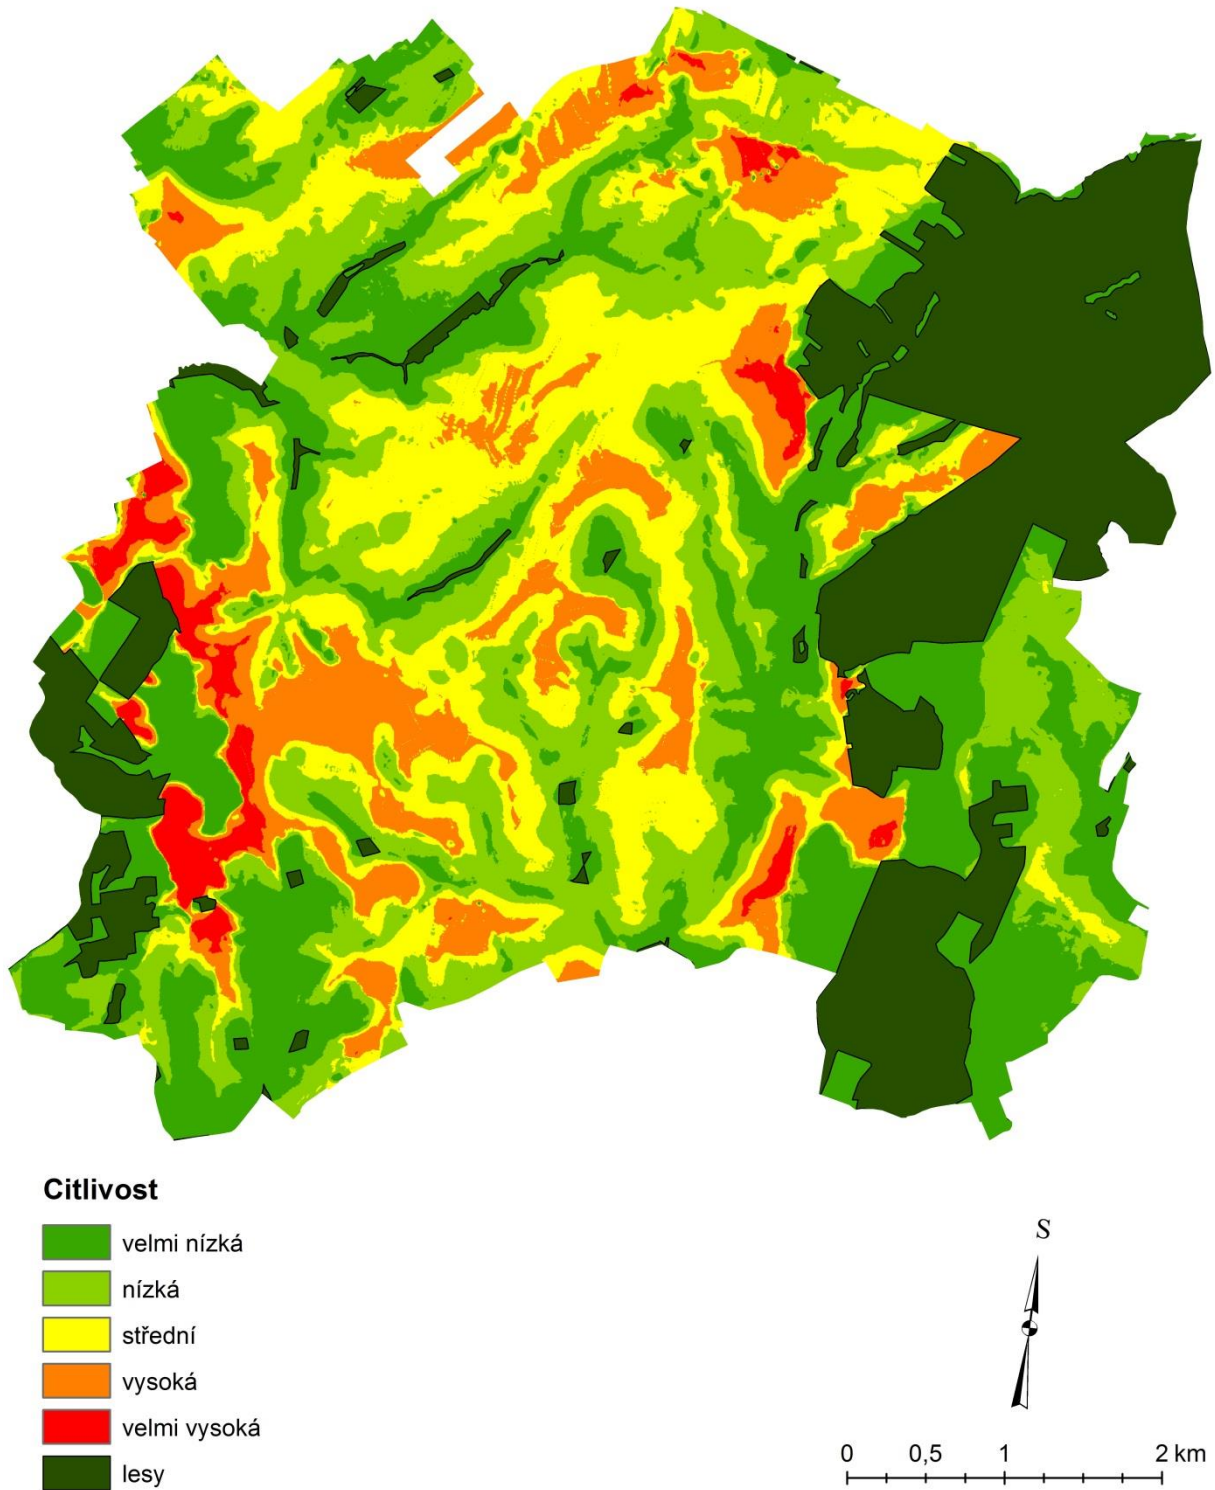 Citlivost
velmi nízká
nízká
střední
vysoká
velmi vysoká
lesy
S
0 0,5 1 2 km